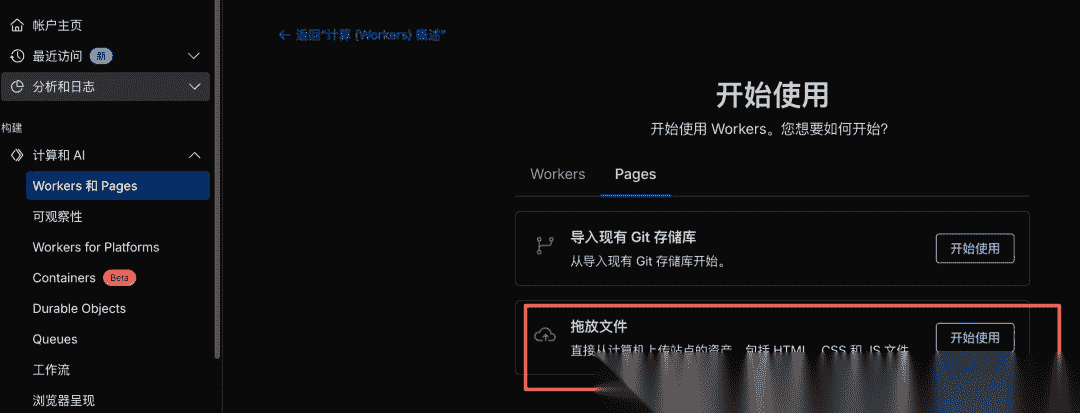 帐户主页
最近访问 新
分析和日志
构建
计算和 AI
Workers 和 Pages
可观察性
Workers for Platforms
Containers Beta
Durable Objects
Queues
工作流
浏览器呈现
← 返回"计算 (Workers) 概述"
开始使用
开始使用 Workers。您想要如何开始?
Workers Pages
导入现有 Git 存储库
从导入现有 Git 存储库开始。
开始使用
拖放文件
直接从计算机上传站点的资产，包括 HTML、CSS 和 JS 文件
开始使用